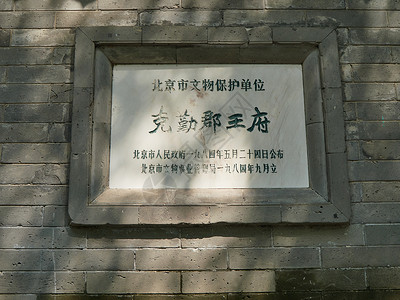 北京市文物保护单位
克勤郡王府
北京市人民政府一九八四年五月二十四日公布
北京市文物事业管理局一九八四年九月立